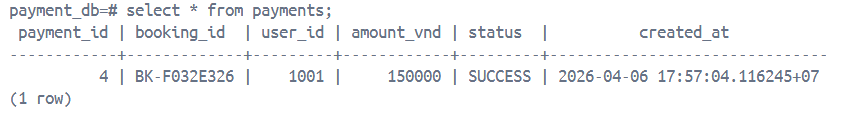 payment_db=# select * from payments;
 payment_id | booking_id  | user_id | amount_vnd | status  |          created_at
------------+-------------+---------+------------+---------+-------------------------------
          4 | BK-F032E326 |    1001 |     150000 | SUCCESS | 2026-04-06 17:57:04.116245+07
(1 row)